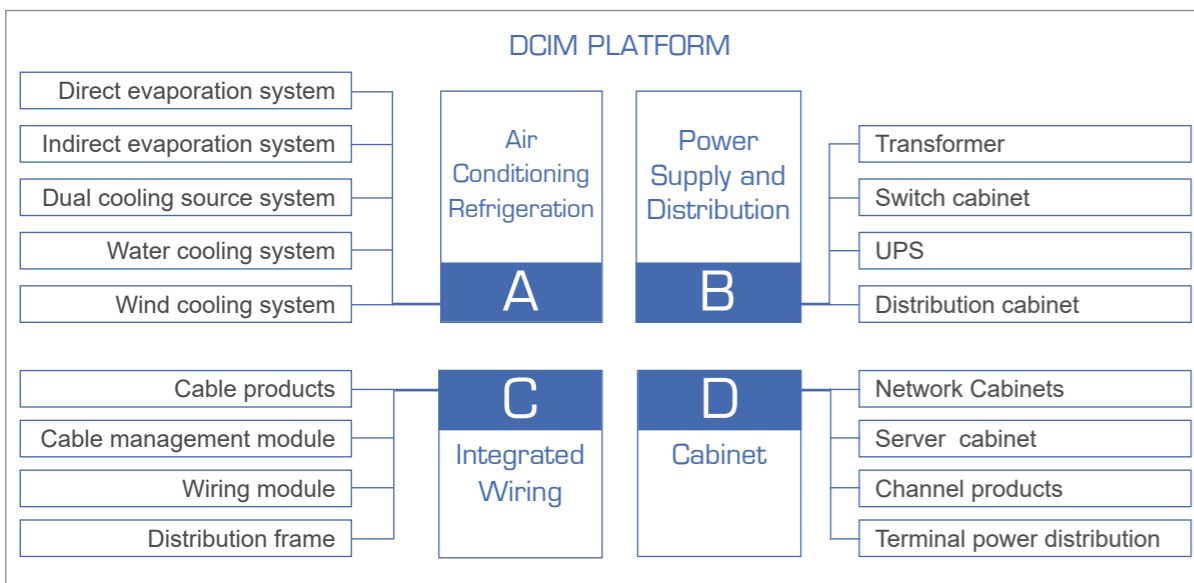 DCIM PLATFORM
Direct evaporation system
Indirect evaporation system
Dual cooling source system
Water cooling system
Wind cooling system
Air
Conditioning
Refrigeration
A
Power
Supply and
Distribution
B
Transformer
Switch cabinet
UPS
Distribution cabinet
Cable products
Cable management module
Wiring module
Distribution frame
C
Integrated
Wiring
D
Cabinet
Network Cabinets
Server cabinet
Channel products
Terminal power distribution